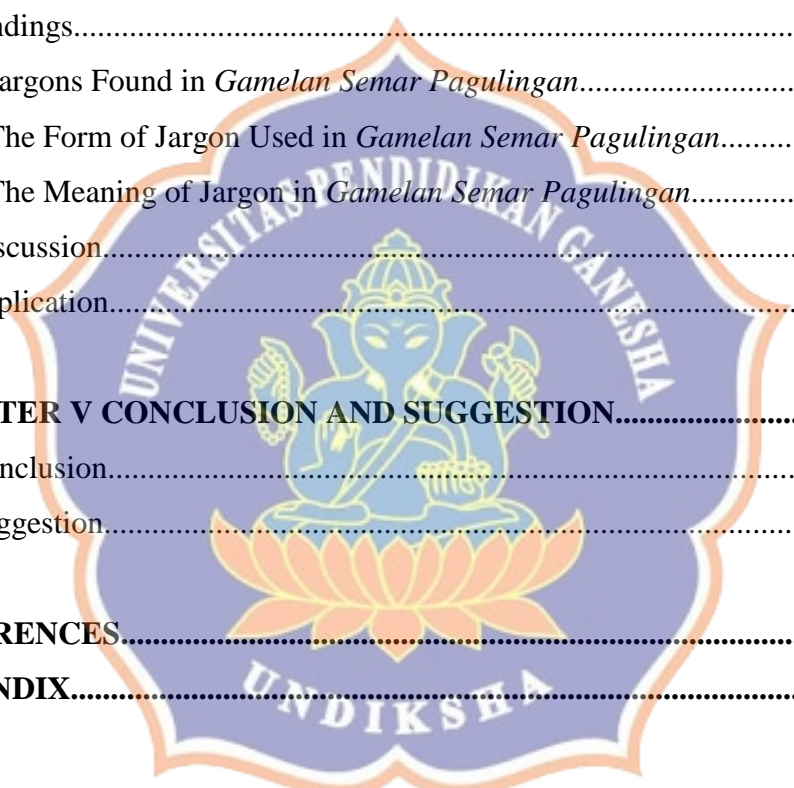 ndings
argons Found in Gamelan Semar Pagulingan
The Form of Jargon Used in Gamelan Semar Pagulingan
The Meaning of Jargon in Gamelan Semar Pagulingan
scussion
plication
TER V CONCLUSION AND SUGGESTION
nclusion
ggestion
RENCES
NDIX
UNIVERSITAS PENDIDIKAN GANESHA
UNDIKSHA